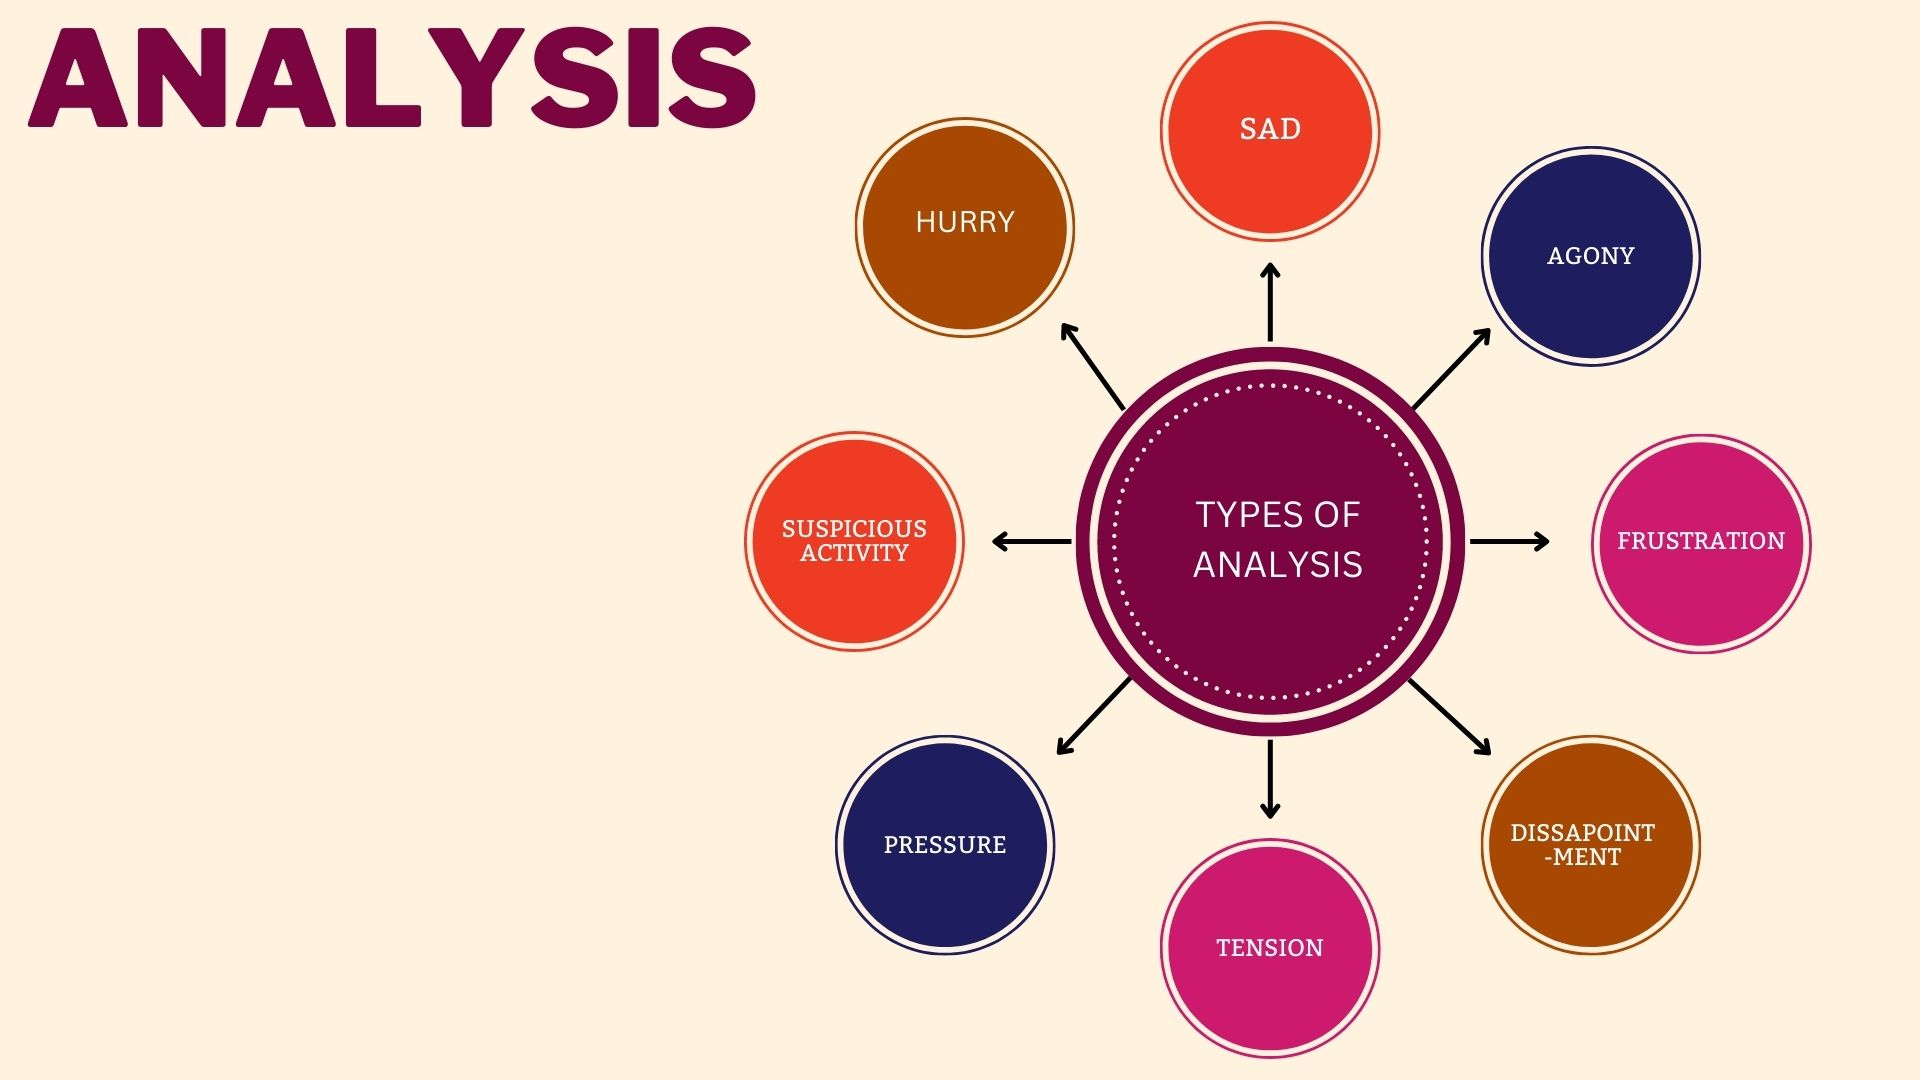 ANALYSIS
SAD
HURRY
AGONY
TYPES OF
ANALYSIS
SUSPICIOUS
ACTIVITY
FRUSTRATION
PRESSURE
DISSAPOINT
-MENT
TENSION